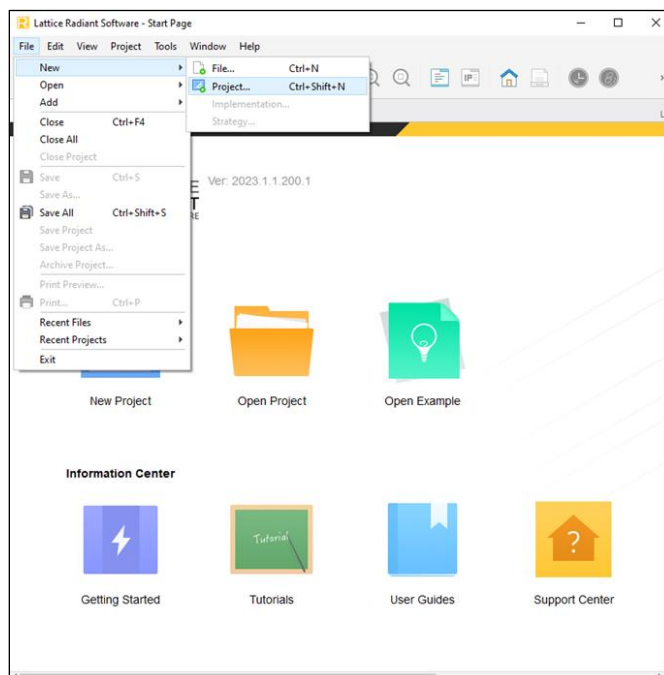 Lattice Radiant Software - Start Page
File Edit View Project Tools Window Help
New
Open
Add
Close Ctrl+F4
Close All
Close Project
Save Ctrl+S
Save As...
Save All Ctrl+Shift+S
Save Project
Save Project As...
Archive Project...
Print Preview...
Print... Ctrl+P
Recent Files
Recent Projects
Exit
File... Ctrl+N
Project... Ctrl+Shift+N
Implementation...
Strategy...
IP
Ver: 2023.1.1.200.1
New Project Open Project Open Example
Information Center
Tutorial
?
Getting Started Tutorials User Guides Support Center